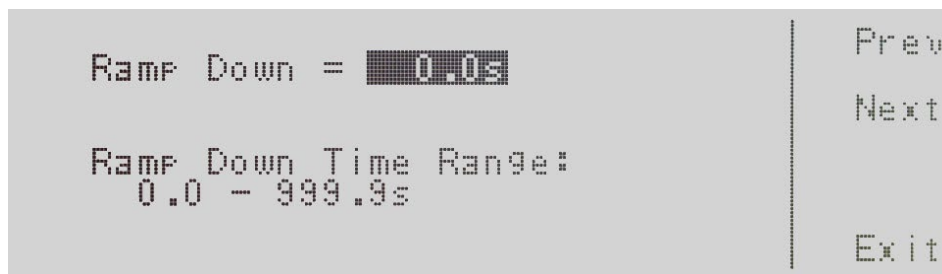 Ramp Down = 0.0s
Prev
Next
Ramp Down Time Range:
0.0 - 999.9s
Exit